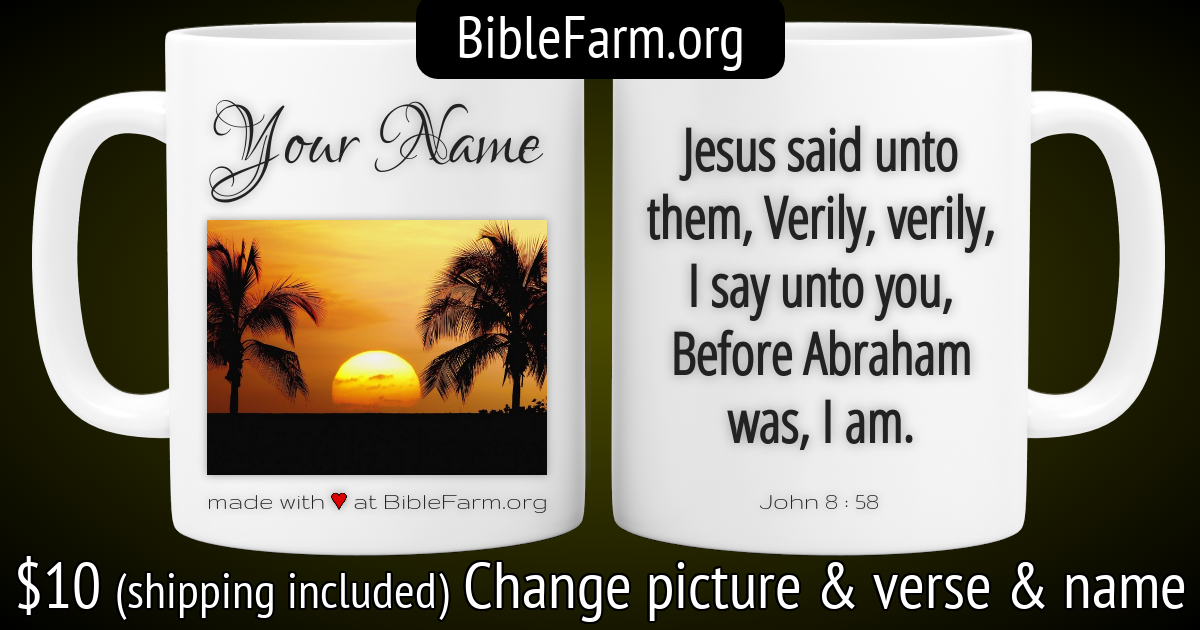 BibleFarm.org
Your Name
made with ♥ at BibleFarm.org
Jesus said unto
them, Verily, verily,
I say unto you,
Before Abraham
was, I am.
John 8 : 58
$10 (shipping included) Change picture & verse & name